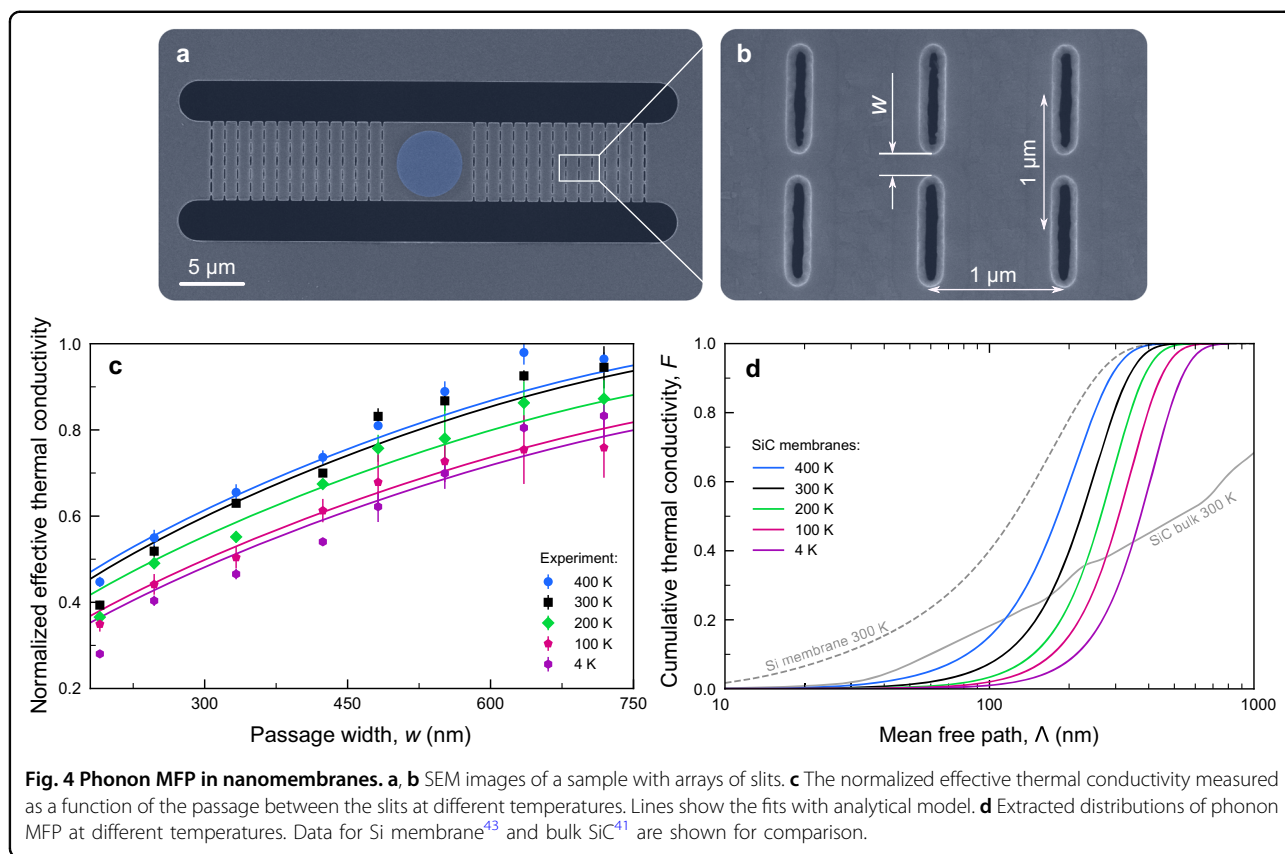 a
5 μm
b
w
1 μm
1 μm
Normalized effective thermal conductivity
1.0
0.8
0.6
0.4
0.2
c
Experiment:
400 K
300 K
200 K
100 K
4 K
300
450
600
750
Passage width, w (nm)
Cumulative thermal conductivity, F
1.0
0.8
0.6
0.4
0.2
0.0
d
SiC membranes:
400 K
300 K
200 K
100 K
4 K
Si membrane 300 K
SiC bulk 300 K
10
100
1000
Mean free path, Λ (nm)
Fig. 4 Phonon MFP in nanomembranes. a, b SEM images of a sample with arrays of slits. c The normalized effective thermal conductivity measured
as a function of the passage between the slits at different temperatures. Lines show the fits with analytical model. d Extracted distributions of phonon
MFP at different temperatures. Data for Si membrane43 and bulk SiC41 are shown for comparison.